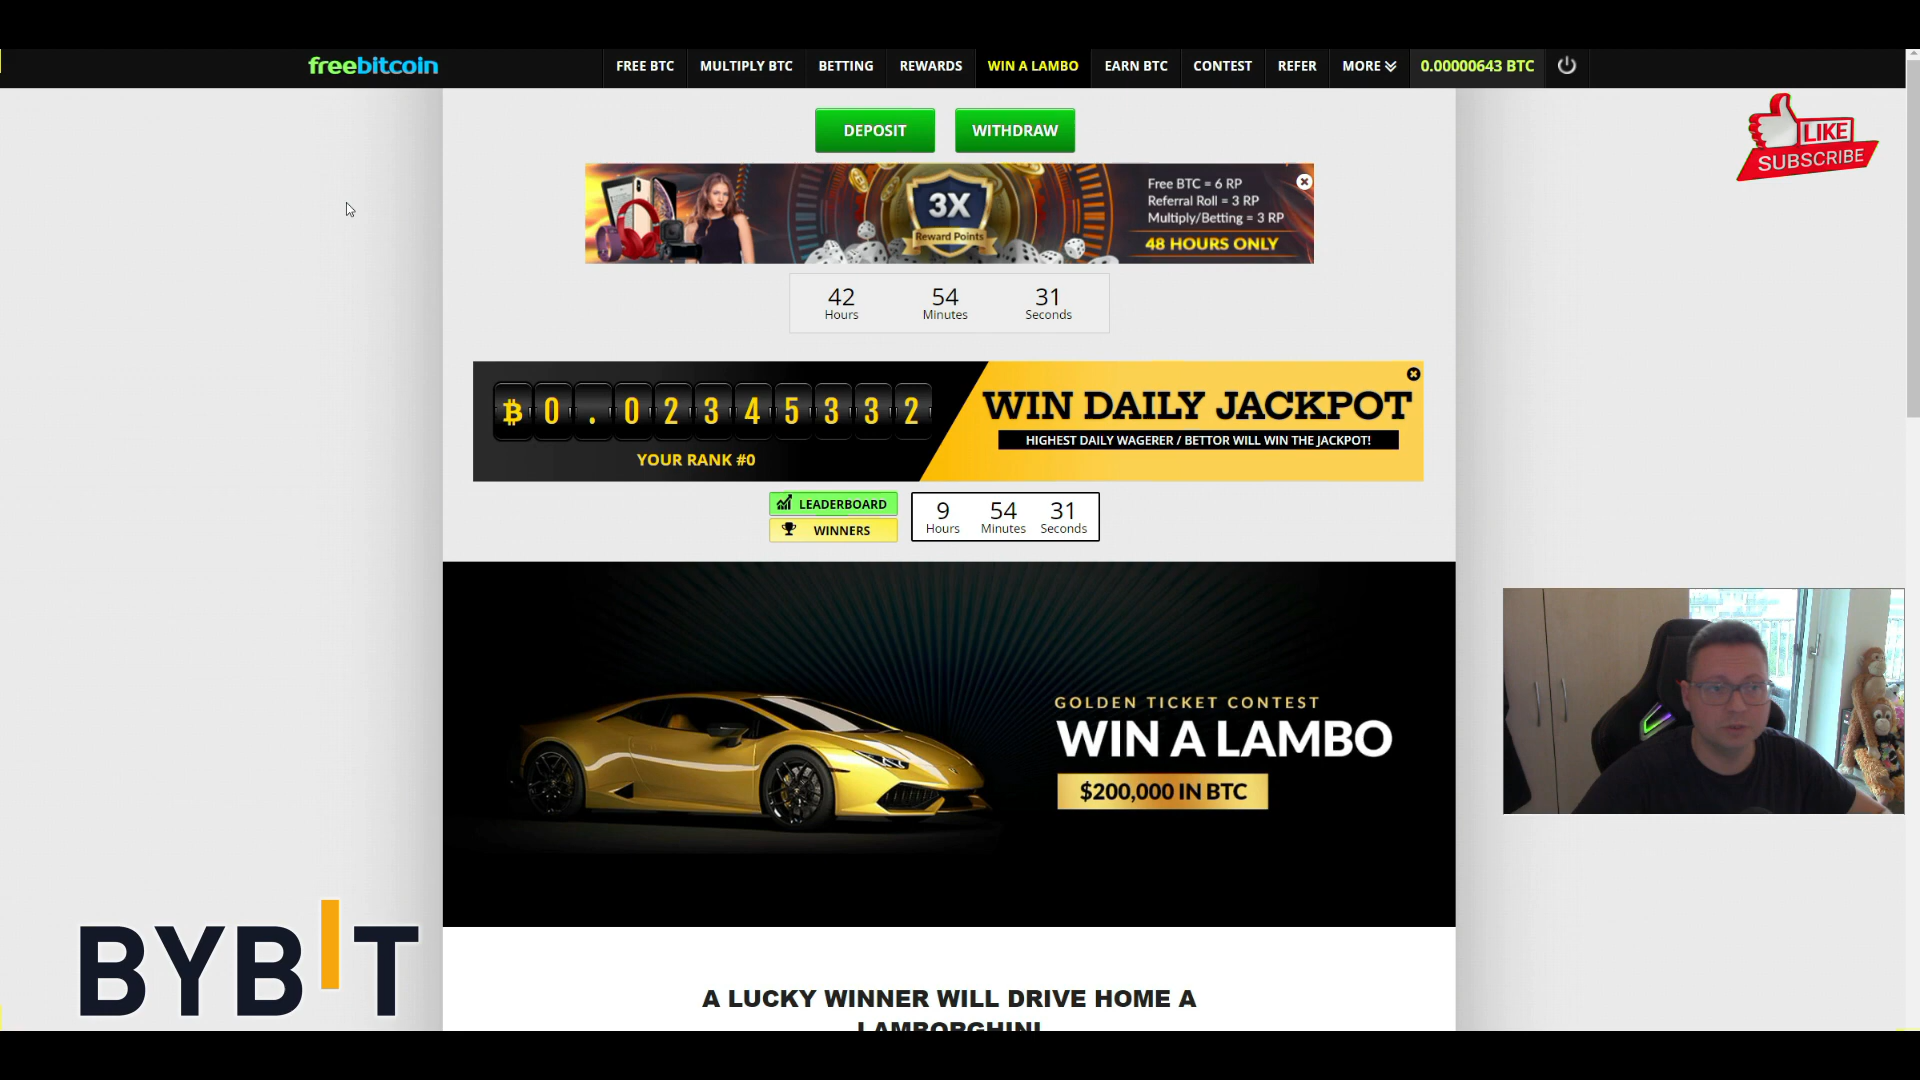 freebitcoin
FREE BTC MULTIPLY BTC BETTING REWARDS WIN A LAMBO EARN BTC CONTEST REFER MORE 0.00000643 BTC
DEPOSIT WITHDRAW
LIKE
SUBSCRIBE
3X
Reward Points
Free BTC = 6 RP
Referral Roll = 3 RP
Multiply/Betting = 3 RP
48 HOURS ONLY
42 54 31
Hours Minutes Seconds
₿0.02345332
YOUR RANK #0
WIN DAILY JACKPOT
HIGHEST DAILY WAGERER / BETTOR WILL WIN THE JACKPOT!
LEADERBOARD
WINNERS
9 54 31
Hours Minutes Seconds
GOLDEN TICKET CONTEST
WIN A LAMBO
$200,000 IN BTC
BYBIT
A LUCKY WINNER WILL DRIVE HOME A
LAMBORGHINI